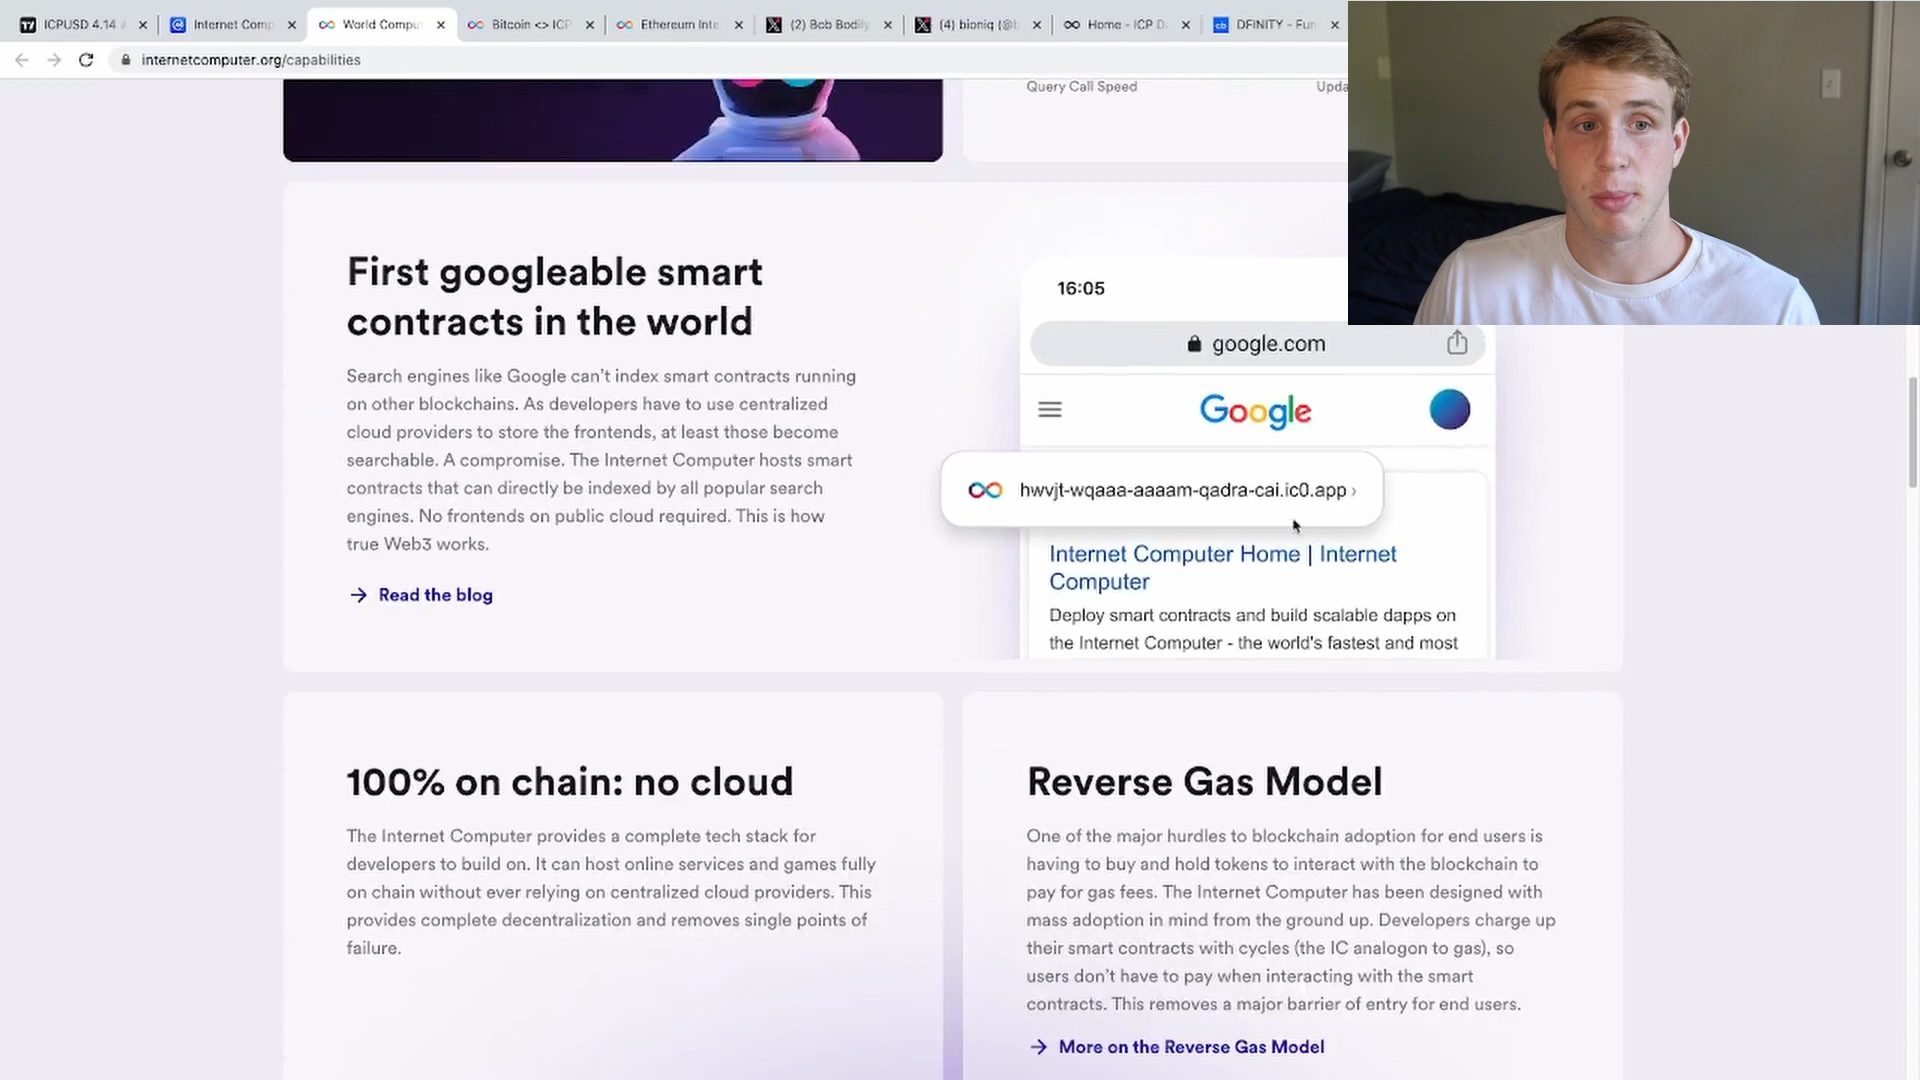 ICPUSD 4.14
Internet Comp
World Compu
Bitcoin <> ICP
Ethereum Inte
(2) Bob Bodily
(4) bioniq (@b
Home - ICP D
DFINITY - Fun
internetcomputer.org/capabilities
Query Call Speed
Upda
First googleable smart
contracts in the world
Search engines like Google can’t index smart contracts running
on other blockchains. As developers have to use centralized
cloud providers to store the frontends, at least those become
searchable. A compromise. The Internet Computer hosts smart
contracts that can directly be indexed by all popular search
engines. No frontends on public cloud required. This is how
true Web3 works.
Read the blog
16:05
google.com
Google
hwvjt-wqaaa-aaaam-qadra-cai.ic0.app
Internet Computer Home | Internet
Computer
Deploy smart contracts and build scalable dapps on
the Internet Computer - the world's fastest and most
100% on chain: no cloud
The Internet Computer provides a complete tech stack for
developers to build on. It can host online services and games fully
on chain without ever relying on centralized cloud providers. This
provides complete decentralization and removes single points of
failure.
Reverse Gas Model
One of the major hurdles to blockchain adoption for end users is
having to buy and hold tokens to interact with the blockchain to
pay for gas fees. The Internet Computer has been designed with
mass adoption in mind from the ground up. Developers charge up
their smart contracts with cycles (the IC analogon to gas), so
users don’t have to pay when interacting with the smart
contracts. This removes a major barrier of entry for end users.
More on the Reverse Gas Model